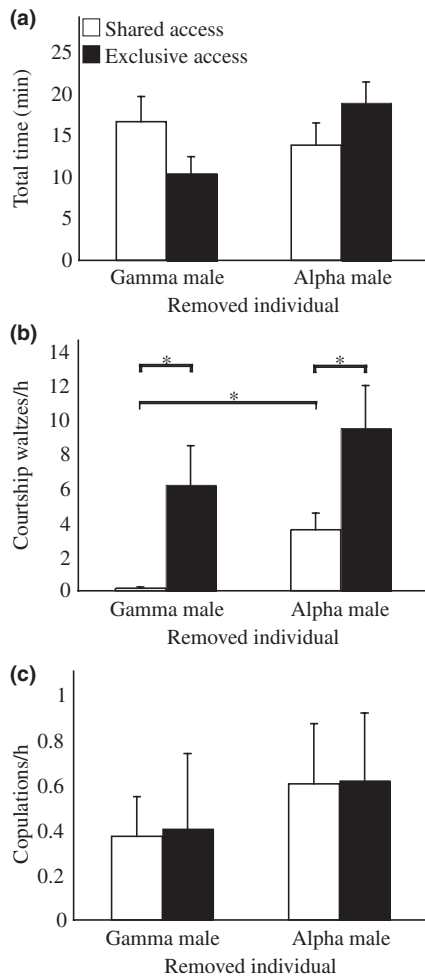 (a)
Shared access
Exclusive access
Total time (min)
25
20
15
10
5
0
Gamma male Alpha male
Removed individual
(b)
Courtship waltzes/h
14
12
10
8
6
4
2
0
*
*
*
Gamma male Alpha male
Removed individual
(c)
Copulations/h
1
0.8
0.6
0.4
0.2
0
Gamma male Alpha male
Removed individual